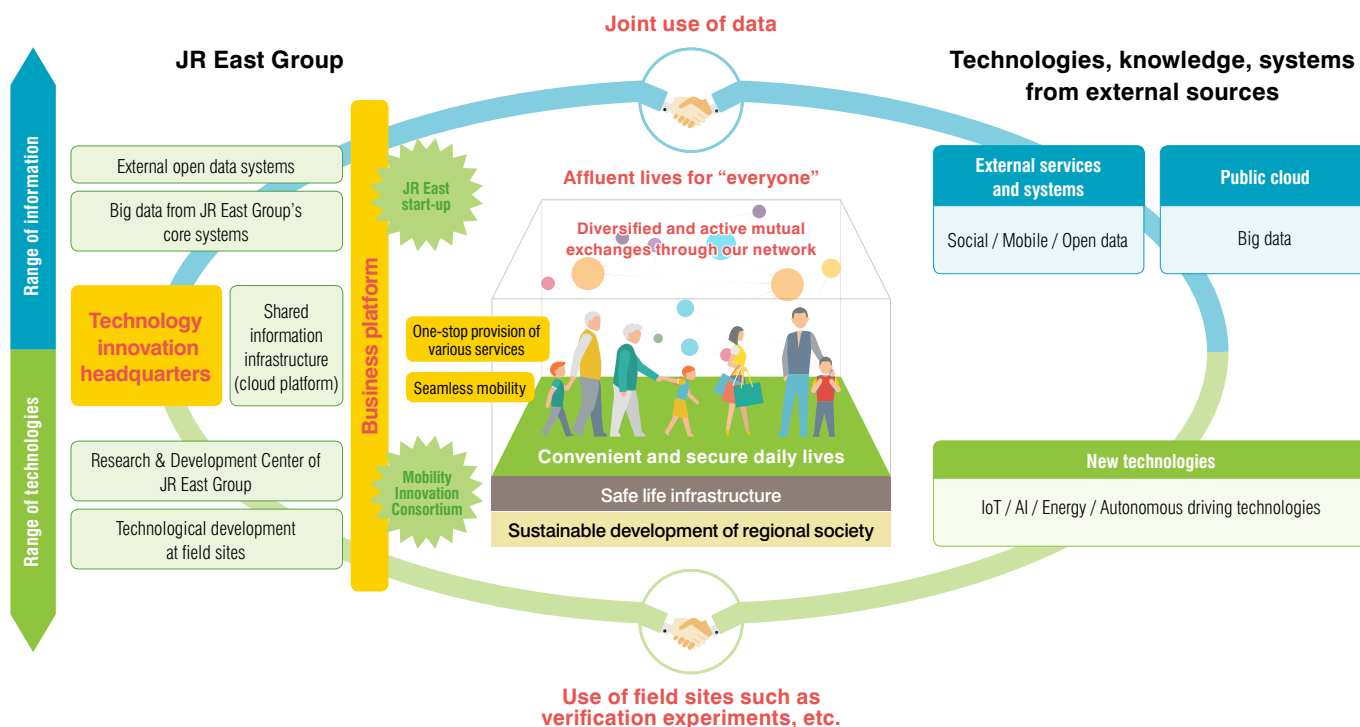 Joint use of data
JR East Group
Technologies, knowledge, systems
from external sources
Range of information
Range of technologies
External open data systems
Big data from JR East Group's
core systems
Technology
innovation
headquarters
Shared
information
infrastructure
(cloud platform)
Research & Development Center of
JR East Group
Technological development
at field sites
Business platform
JR East
start-up
Mobility
Innovation
Consortium
One-stop provision of
various services
Seamless mobility
Affluent lives for “everyone”
Diversified and active mutual
exchanges through our network
Convenient and secure daily lives
Safe life infrastructure
Sustainable development of regional society
External services
and systems
Social / Mobile / Open data
Public cloud
Big data
New technologies
IoT / AI / Energy / Autonomous driving technologies
Use of field sites such as
verification experiments, etc.